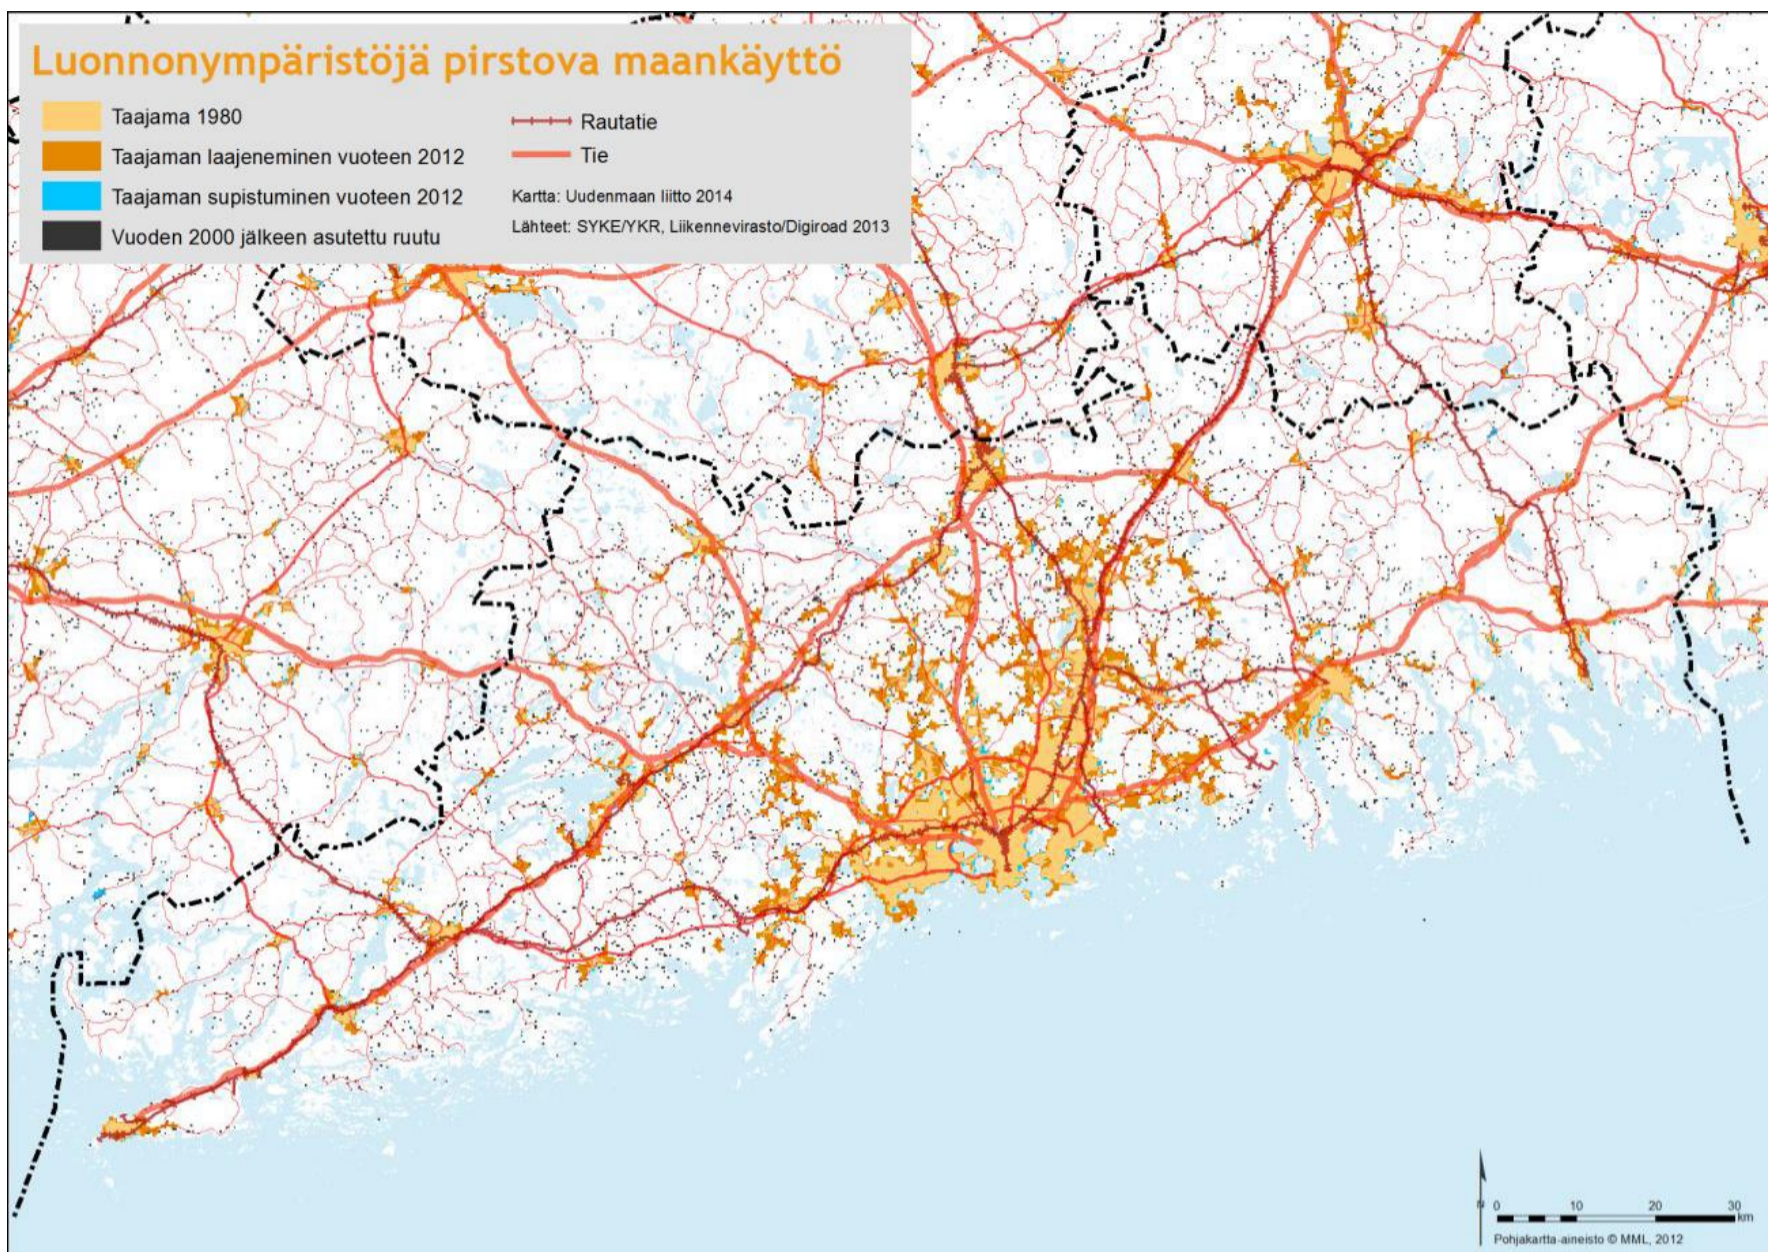 Luonnonympäristöjä pirstova maankäyttö
Taajama 1980
Taajaman laajeneminen vuoteen 2012
Taajaman supistuminen vuoteen 2012
Vuoden 2000 jälkeen asutettu ruutu
Rautatie
Tie
Kartta: Uudenmaan liitto 2014
Lähteet: SYKE/YKR, Liikennevirasto/Digiroad 2013
N
0 10 20 30
km
Pohjakartta-aineisto © MML, 2012